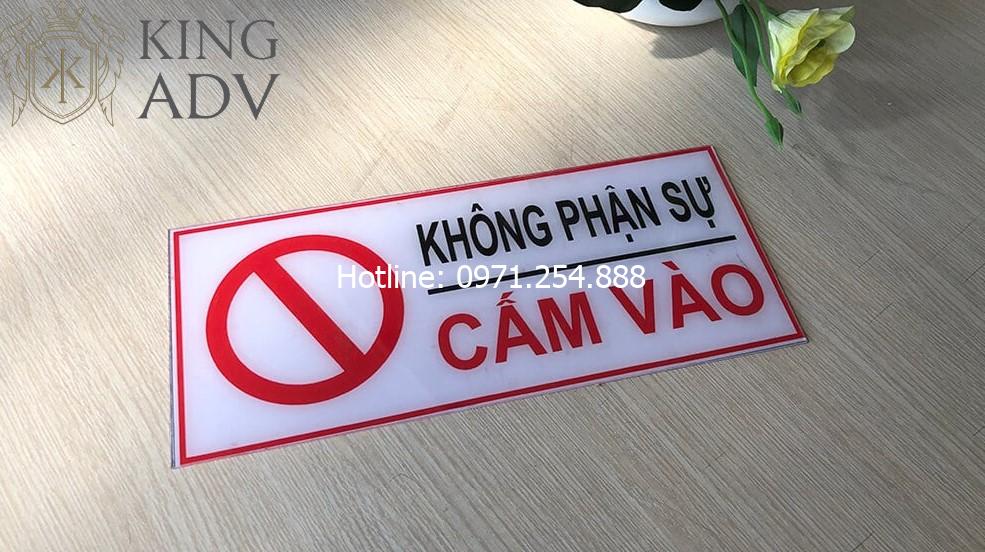 KING
ADV
KHÔNG PHẬN SỰ
Hotline: 0971.254.888
CẤM VÀO